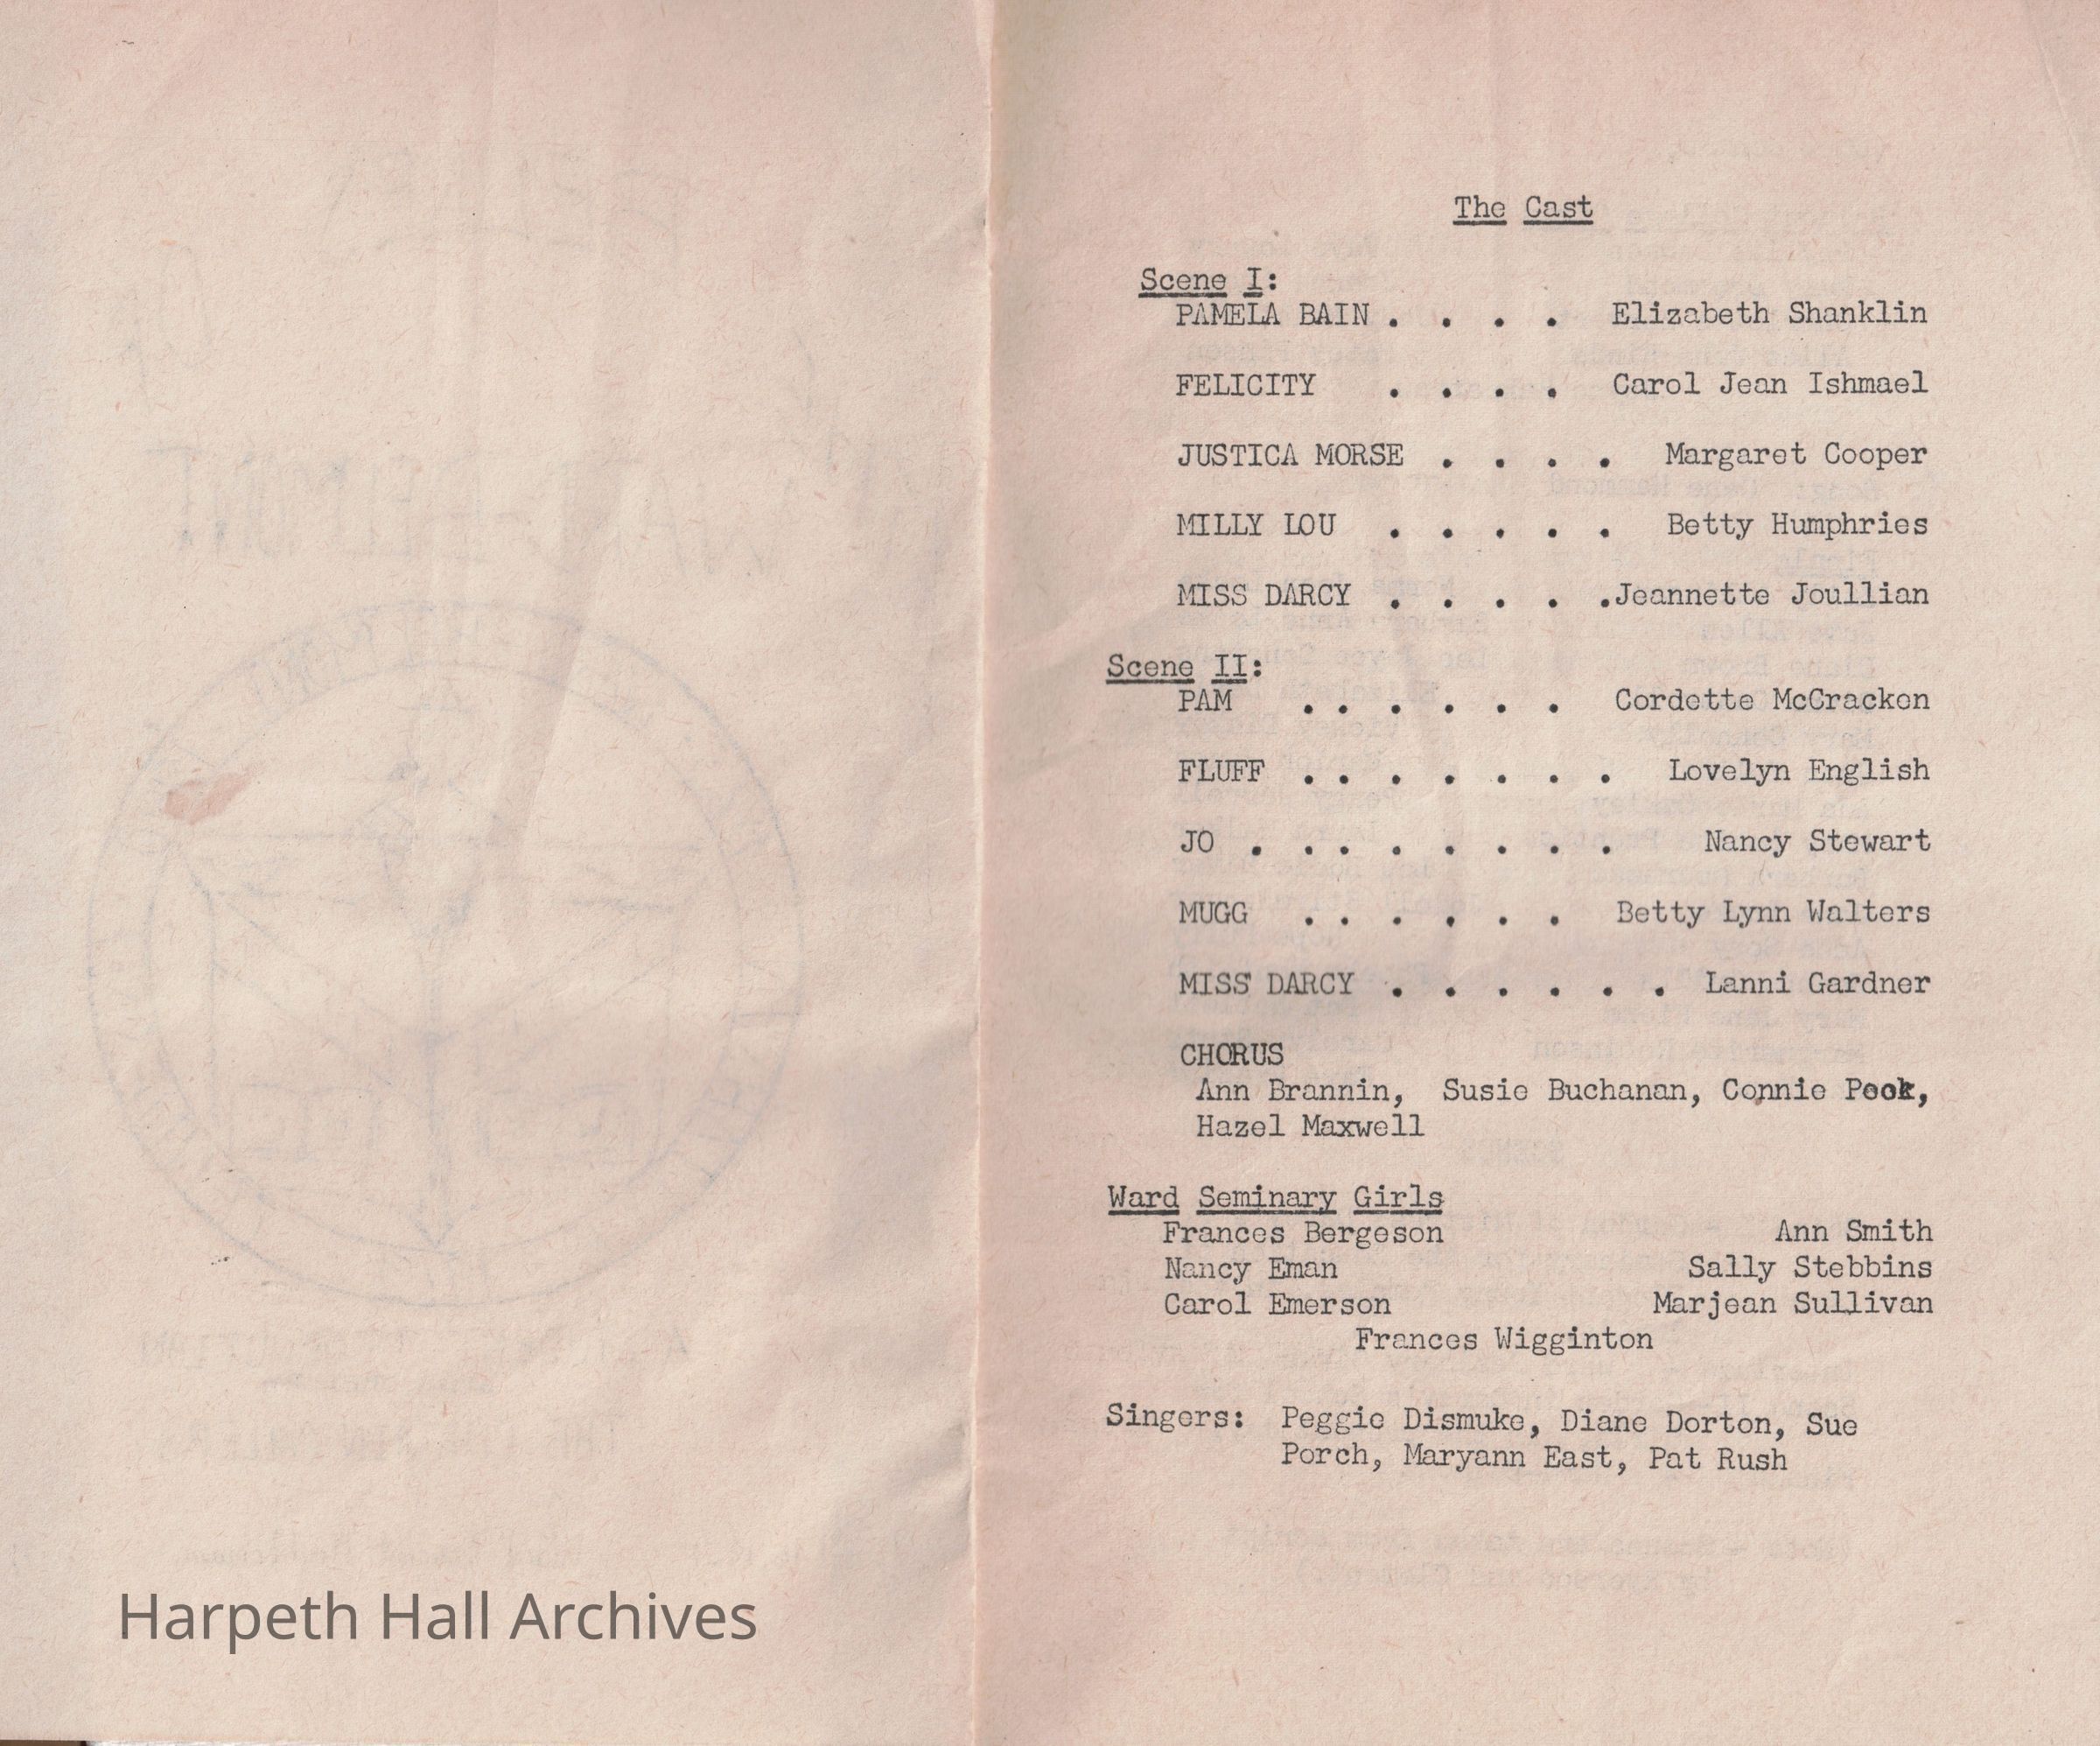 The Cast
Scene I:
PAMELA BAIN . . . . Elizabeth Shanklin
FELICITY . . . . Carol Jean Ishmael
JUSTICA MORSE . . . . Margaret Cooper
MILLY LOU . . . . . Betty Humphries
MISS DARCY . . . . .Jeannette Joullian
Scene II:
PAM . . . . . . Cordette McCracken
FLUFF . . . . . . . Lovelyn English
JO . . . . . . . . Nancy Stewart
MUGG . . . . . . Betty Lynn Walters
MISS DARCY . . . . . . Lanni Gardner
CHORUS
Ann Brannin, Susie Buchanan, Connie Peek,
Hazel Maxwell
Ward Seminary Girls
Frances Bergeson Ann Smith
Nancy Eman Sally Stebbins
Carol Emerson Marjean Sullivan
Frances Wigginton
Singers: Peggie Dismuke, Diane Dorton, Sue
Porch, Maryann East, Pat Rush
Harpeth Hall Archives